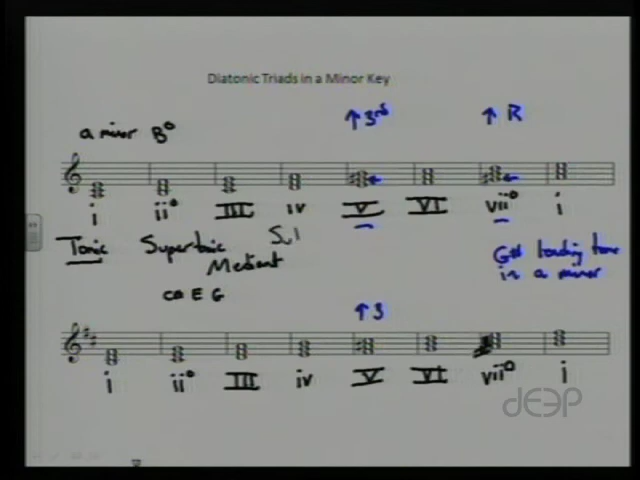 Diatonic Triads in a Minor Key
a minor B° ↑ 3rd ↑ R
i ii° III iv V VI vii° i
Tonic Supertonic
Mediant
G# leading tone
in a minor
C E G
↑ 3
i ii° III iv V VI vii° i
deep